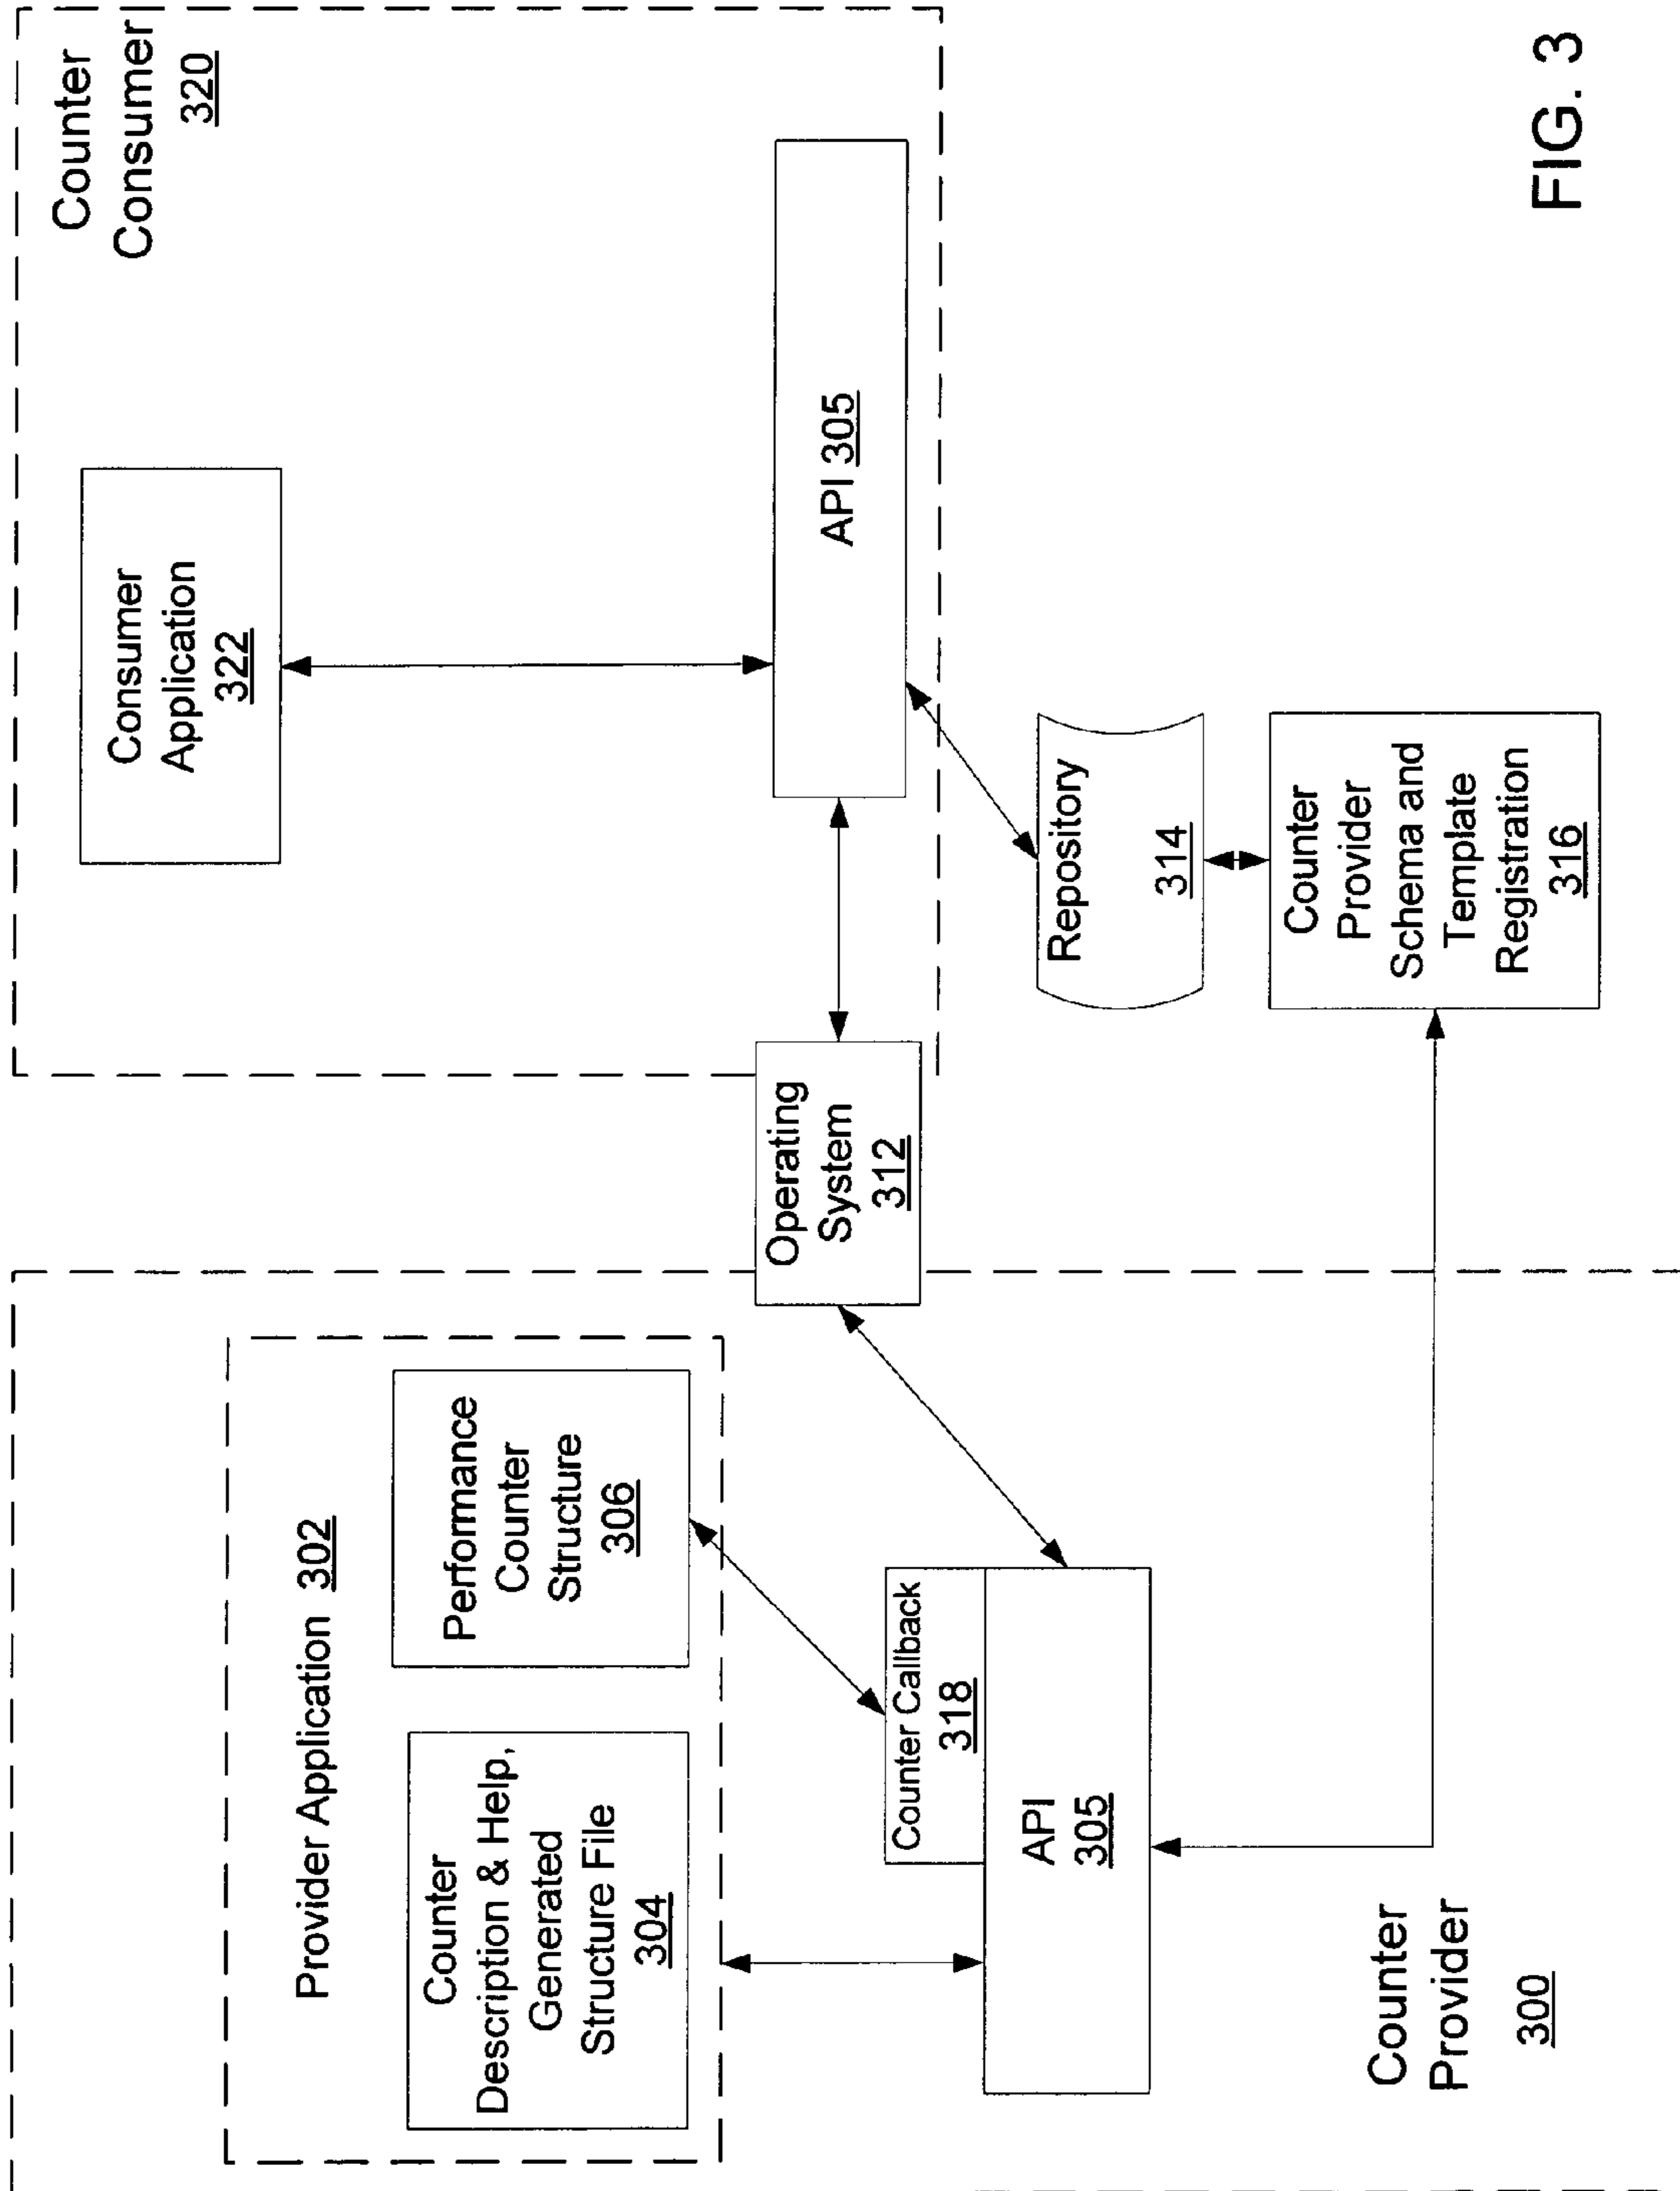 Counter
Consumer
320
Consumer
Application
322
API 305
Operating
System
312
Repository
314
Counter
Provider
Schema and
Template
Registration
316
Provider Application 302
Performance
Counter
Structure
306
Counter
Description & Help,
Generated
Structure File
304
Counter Callback
318
API
305
Counter
Provider
300
FIG. 3